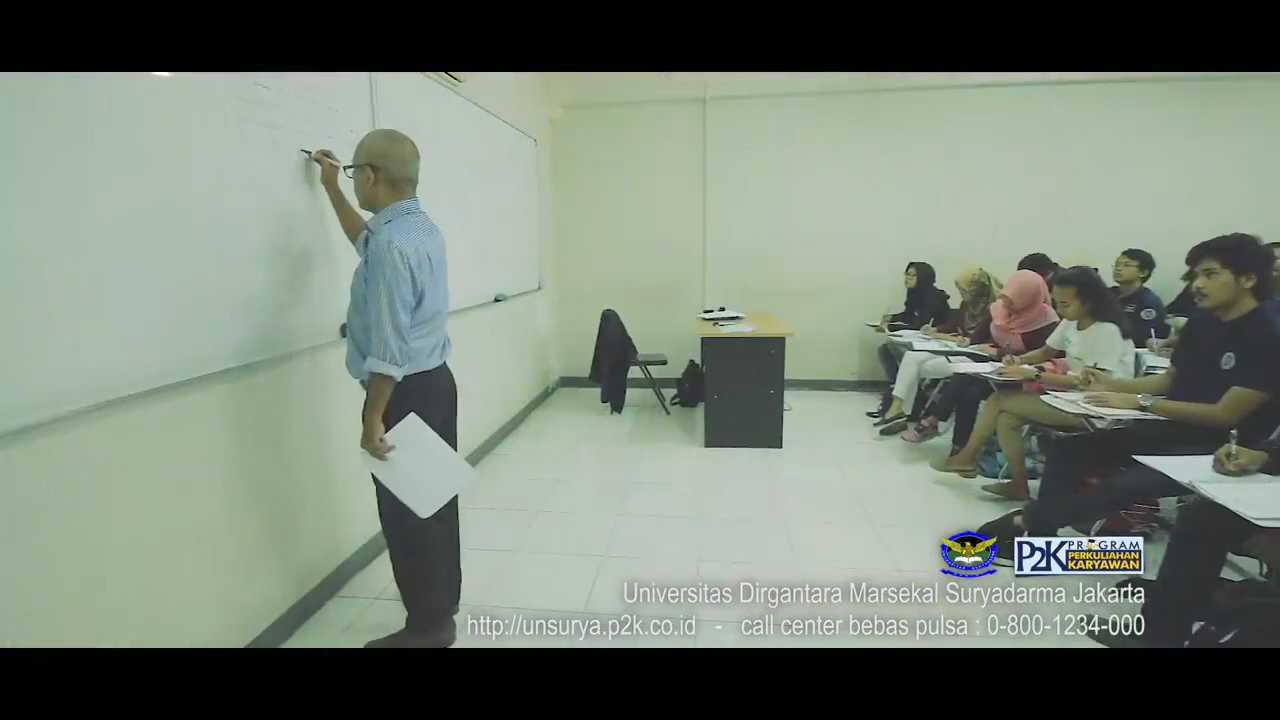 P2K PROGRAM
PERKULIAHAN
KARYAWAN
Universitas Dirgantara Marsekal Suryadarma Jakarta
http://unsurya.p2k.co.id - call center bebas pulsa : 0-800-1234-000